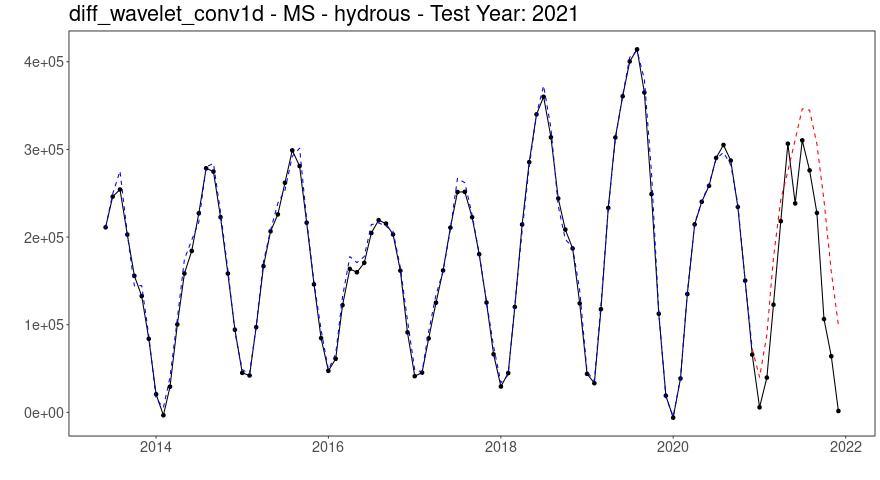 diff_wavelet_conv1d - MS - hydrous - Test Year: 2021
4e+05
3e+05
2e+05
1e+05
0e+00
2014 2016 2018 2020 2022